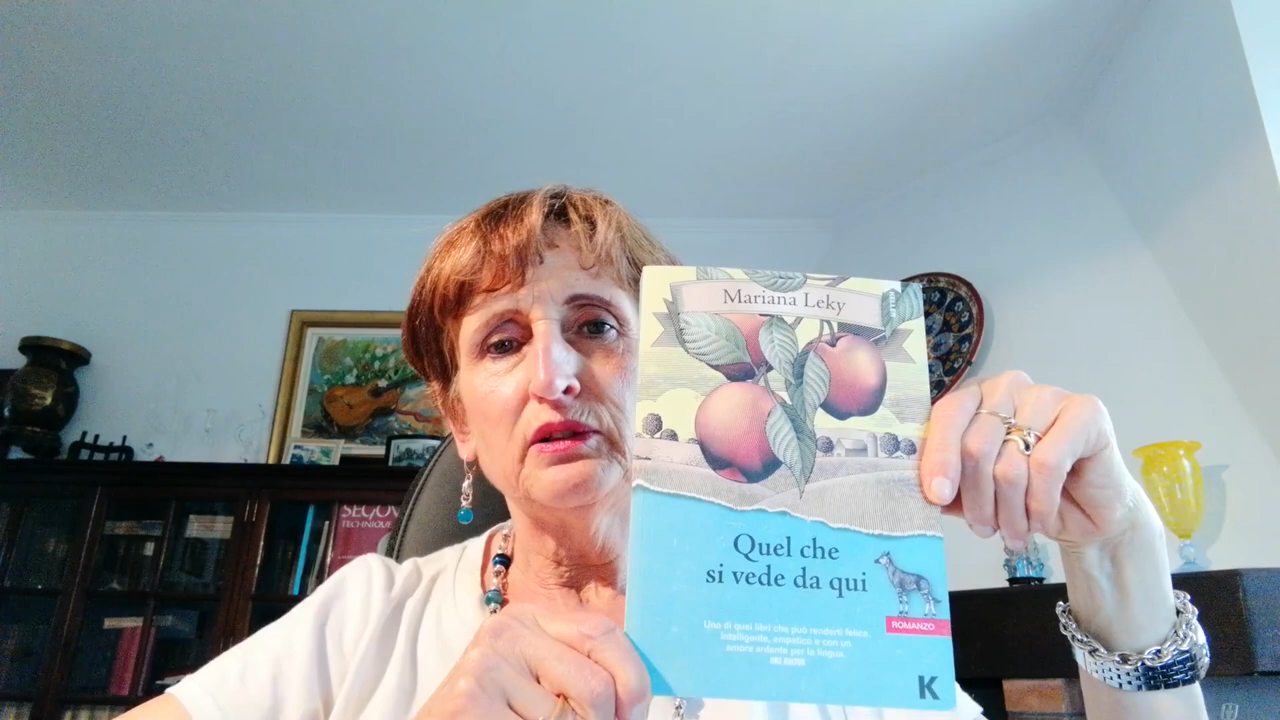 Mariana Leky
KELLER
Quel che
si vede da qui
ROMANZO
Uno di quei libri che può renderti felice.
Intelligente, empatico e con un
amore ardente per la lingua.
K
SEGOV
TECHNIQUE